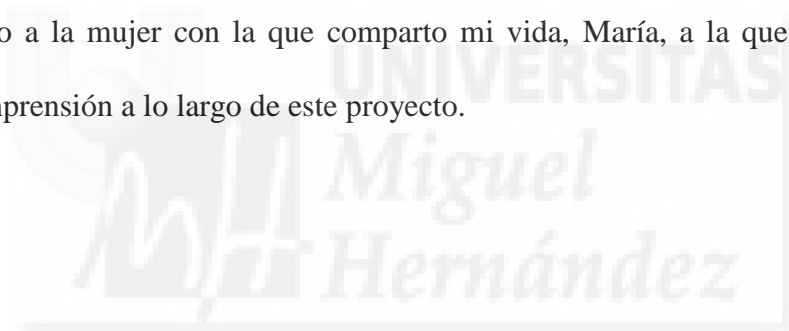 o a la mujer con la que comparto mi vida, María, a la que
prensión a lo largo de este proyecto.
UNIVERSITAS
Miguel
Hernández